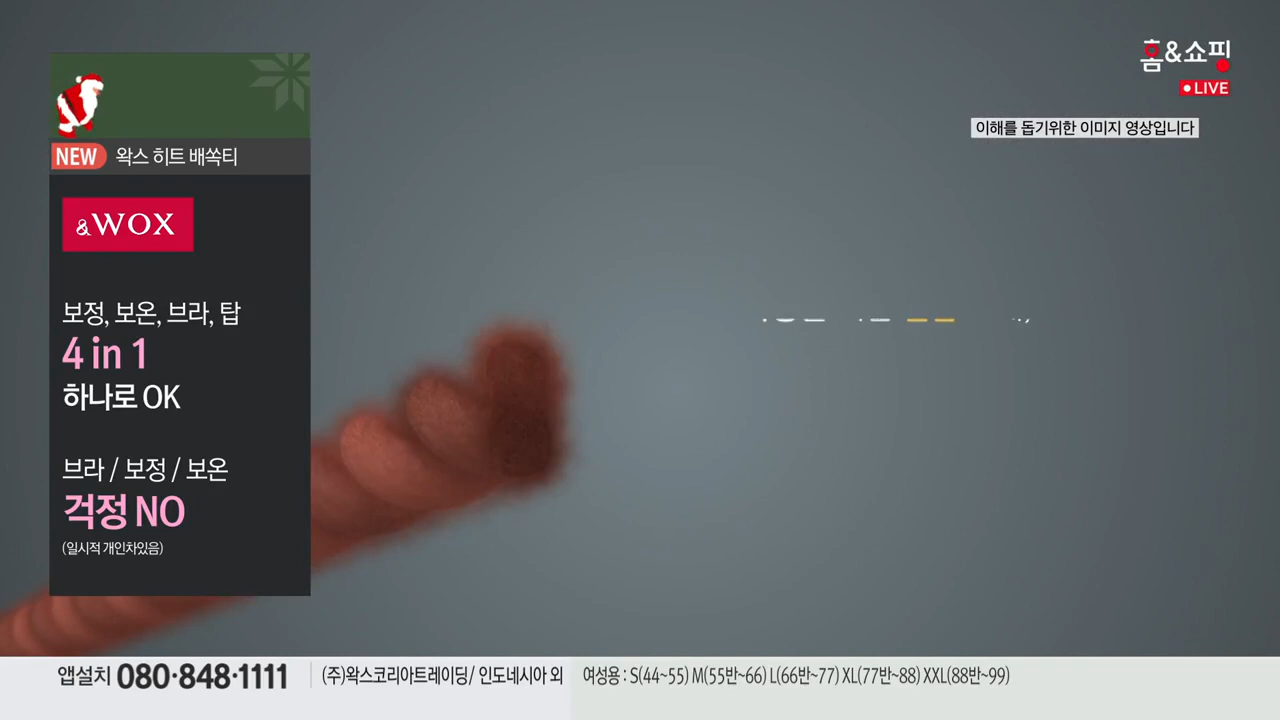 홈&쇼핑
LIVE
이해를 돕기위한 이미지 영상입니다
NEW 왁스 히트 배쏙티
&WOX
보정, 보온, 브라, 탑
4 in 1
하나로 OK
브라 / 보정 / 보온
걱정 NO
(일시적 개인차있음)
앱설치 080·848·1111 (주)왁스코리아트레이딩/ 인도네시아 외 여성용 : S(44~55) M(55반~66) L(66반~77) XL(77반~88) XXL(88반~99)